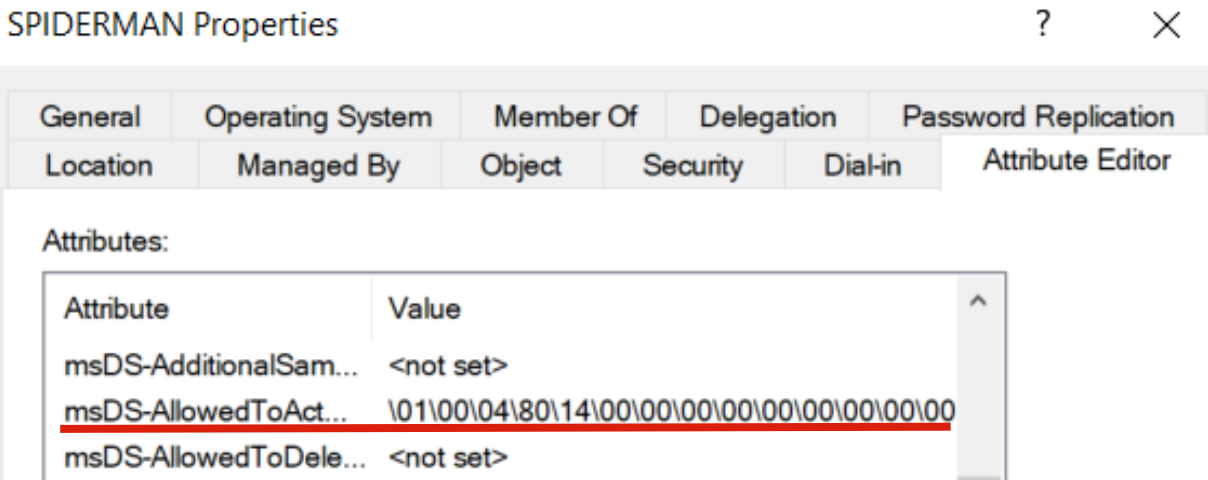 SPIDERMAN Properties ? ×
General Operating System Member Of Delegation Password Replication
Location Managed By Object Security Dial-in Attribute Editor
Attributes:
Attribute Value
msDS-AdditionalSam... <not set>
msDS-AllowedToAct... \01\00\04\80\14\00\00\00\00\00\00\00\00\00
msDS-AllowedToDele... <not set>